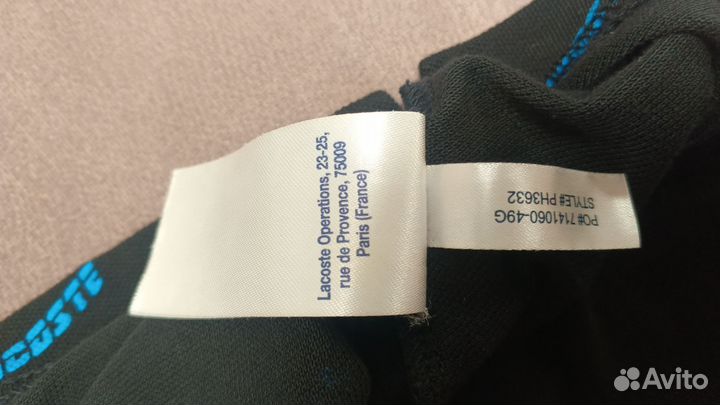 Lacoste Operations, 23-25,
rue de Provence, 75009
Paris (France)
PO# 7141060-49G
STYLE# PH3632
Avito